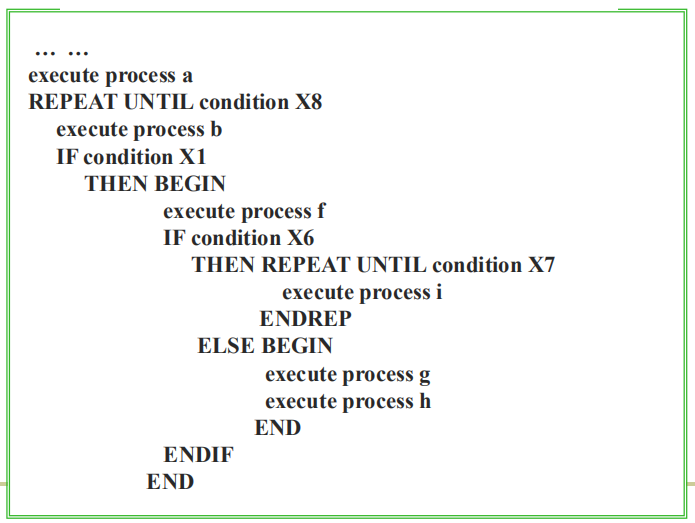 … …
execute process a
REPEAT UNTIL condition X8
execute process b
IF condition X1
THEN BEGIN
execute process f
IF condition X6
THEN REPEAT UNTIL condition X7
execute process i
ENDREP
ELSE BEGIN
execute process g
execute process h
END
ENDIF
END